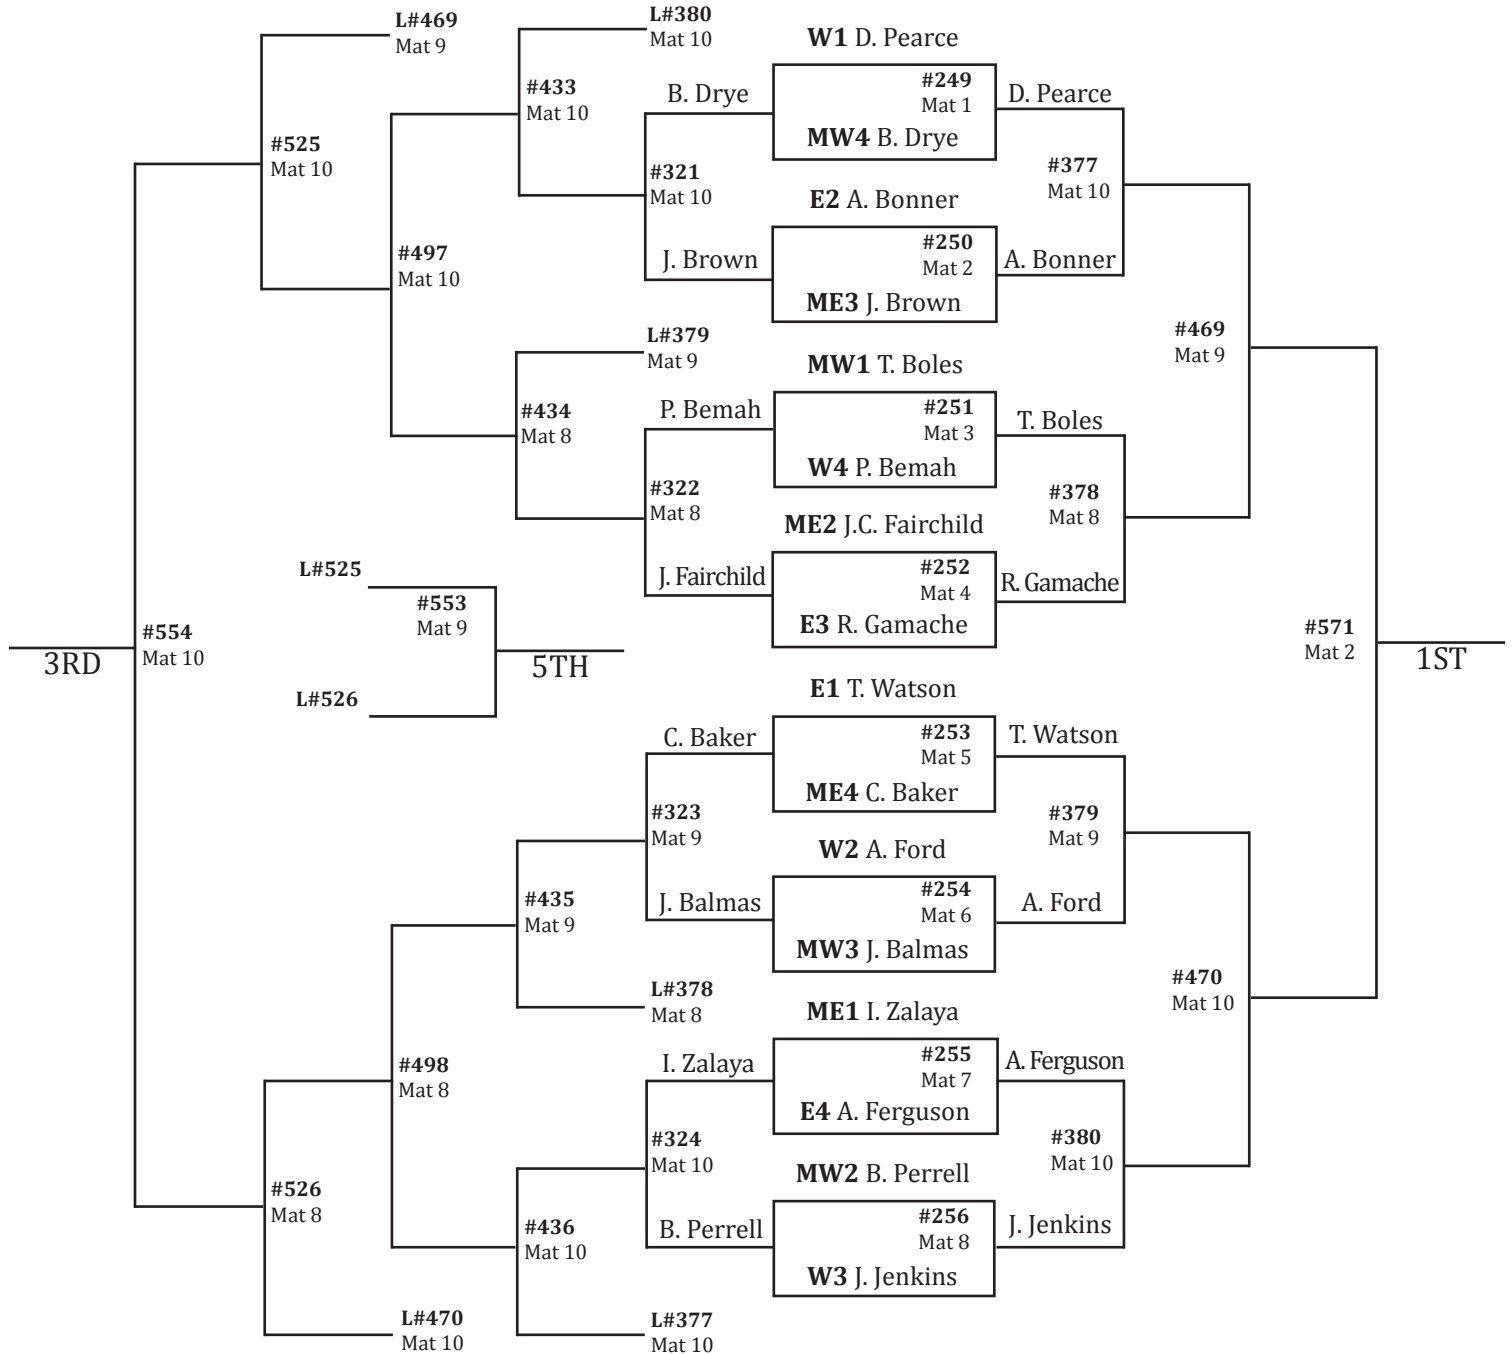 L#469
Mat 9
L#380
Mat 10
W1 D. Pearce
#433
Mat 10
B. Drye
#249
Mat 1
D. Pearce
MW4 B. Drye
#525
Mat 10
#321
Mat 10
#377
Mat 10
E2 A. Bonner
#497
Mat 10
J. Brown
#250
Mat 2
A. Bonner
ME3 J. Brown
L#379
Mat 9
#469
Mat 9
MW1 T. Boles
#434
Mat 8
P. Bemah
#251
Mat 3
T. Boles
W4 P. Bemah
#322
Mat 8
#378
Mat 8
ME2 J.C. Fairchild
L#525
J. Fairchild
#252
Mat 4
R. Gamache
#553
Mat 9
E3 R. Gamache
#554
Mat 10
3RD
5TH
#571
Mat 2
1ST
L#526
E1 T. Watson
C. Baker
#253
Mat 5
T. Watson
ME4 C. Baker
#323
Mat 9
#379
Mat 9
W2 A. Ford
#435
Mat 9
J. Balmas
#254
Mat 6
A. Ford
MW3 J. Balmas
L#378
Mat 8
#470
Mat 10
ME1 I. Zalaya
#498
Mat 8
I. Zalaya
#255
Mat 7
A. Ferguson
E4 A. Ferguson
#324
Mat 10
#380
Mat 10
MW2 B. Perrell
#526
Mat 8
#436
Mat 10
B. Perrell
#256
Mat 8
J. Jenkins
W3 J. Jenkins
L#470
Mat 10
L#377
Mat 10